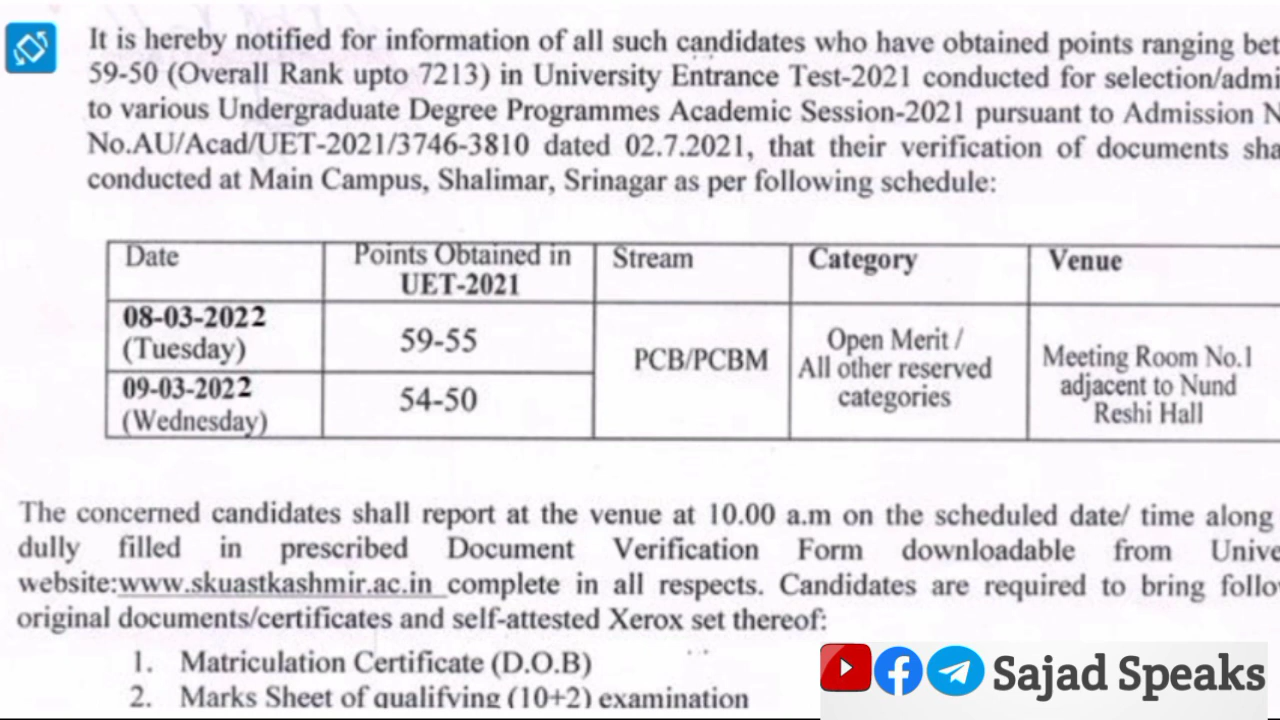 It is hereby notified for information of all such candidates who have obtained points ranging bet
59-50 (Overall Rank upto 7213) in University Entrance Test-2021 conducted for selection/admi
to various Undergraduate Degree Programmes Academic Session-2021 pursuant to Admission N
No.AU/Acad/UET-2021/3746-3810 dated 02.7.2021, that their verification of documents sha
conducted at Main Campus, Shalimar, Srinagar as per following schedule:
Date Points Obtained in UET-2021 Stream Category Venue
08-03-2022 (Tuesday) 59-55 PCB/PCBM Open Merit / All other reserved categories Meeting Room No.1 adjacent to Nund Reshi Hall
09-03-2022 (Wednesday) 54-50
The concerned candidates shall report at the venue at 10.00 a.m on the scheduled date/ time along
dully filled in prescribed Document Verification Form downloadable from Unive
website:www.skuastkashmir.ac.in complete in all respects. Candidates are required to bring follo
original documents/certificates and self-attested Xerox set thereof:
1. Matriculation Certificate (D.O.B)
2. Marks Sheet of qualifying (10+2) examination
Sajad Speaks